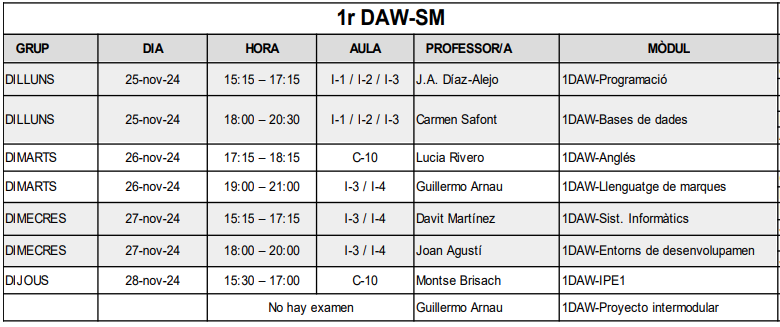 1r DAW-SM
GRUP DIA HORA AULA PROFESSOR/A MÒDUL
DILLUNS 25-nov-24 15:15 – 17:15 I-1 / I-2 / I-3 J.A. Díaz-Alejo 1DAW-Programació
DILLUNS 25-nov-24 18:00 – 20:30 I-1 / I-2 / I-3 Carmen Safont 1DAW-Bases de dades
DIMARTS 26-nov-24 17:15 – 18:15 C-10 Lucia Rivero 1DAW-Anglés
DIMARTS 26-nov-24 19:00 – 21:00 I-3 / I-4 Guillermo Arnau 1DAW-Llenguatge de marques
DIMECRES 27-nov-24 15:15 – 17:15 I-3 / I-4 Davit Martínez 1DAW-Sist. Informàtics
DIMECRES 27-nov-24 18:00 – 20:00 I-3 / I-4 Joan Agustí 1DAW-Entorns de desenvolupamen
DIJOUS 28-nov-24 15:30 – 17:00 C-10 Montse Brisach 1DAW-IPE1
No hay examen Guillermo Arnau 1DAW-Proyecto intermodular